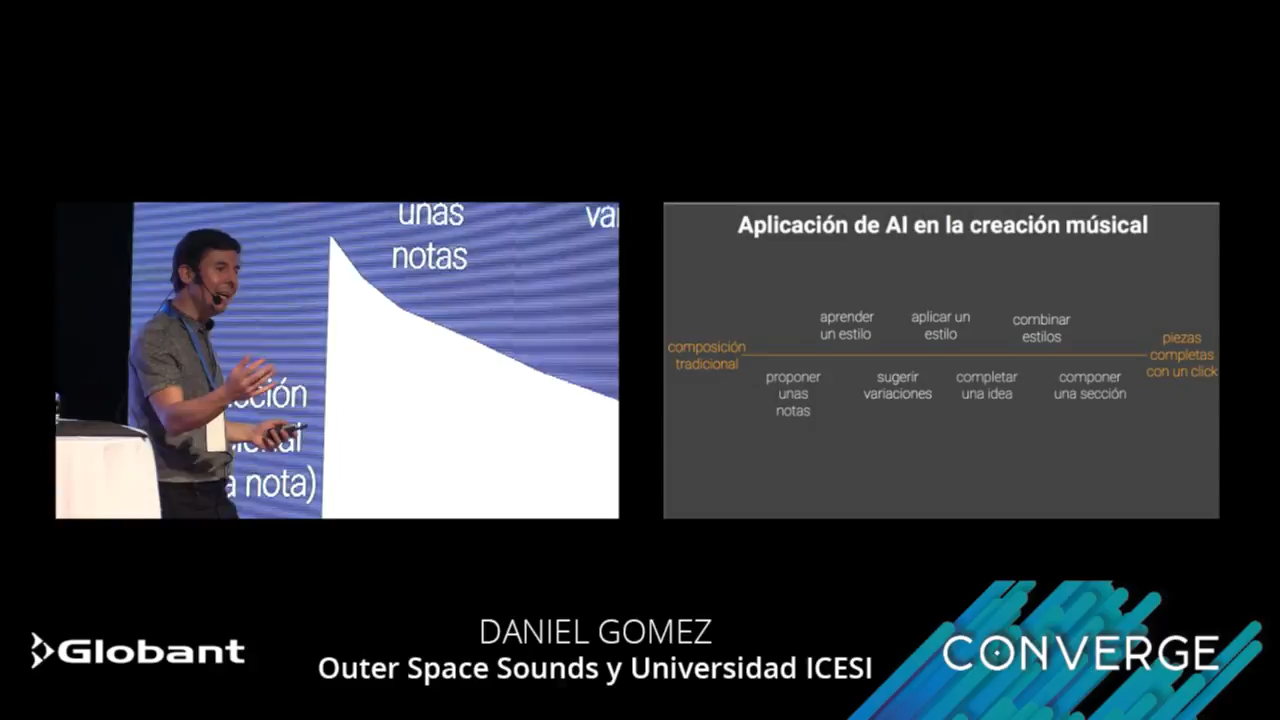 unas
notas
ción
cional
a nota)
Aplicación de AI en la creación músical
aprender
un estilo
aplicar un
estilo
combinar
estilos
composición
tradicional
piezas
completas
con un click
proponer
unas
notas
sugerir
variaciones
completar
una idea
componer
una sección
Globant
DANIEL GOMEZ
Outer Space Sounds y Universidad ICESI
CONVERGE